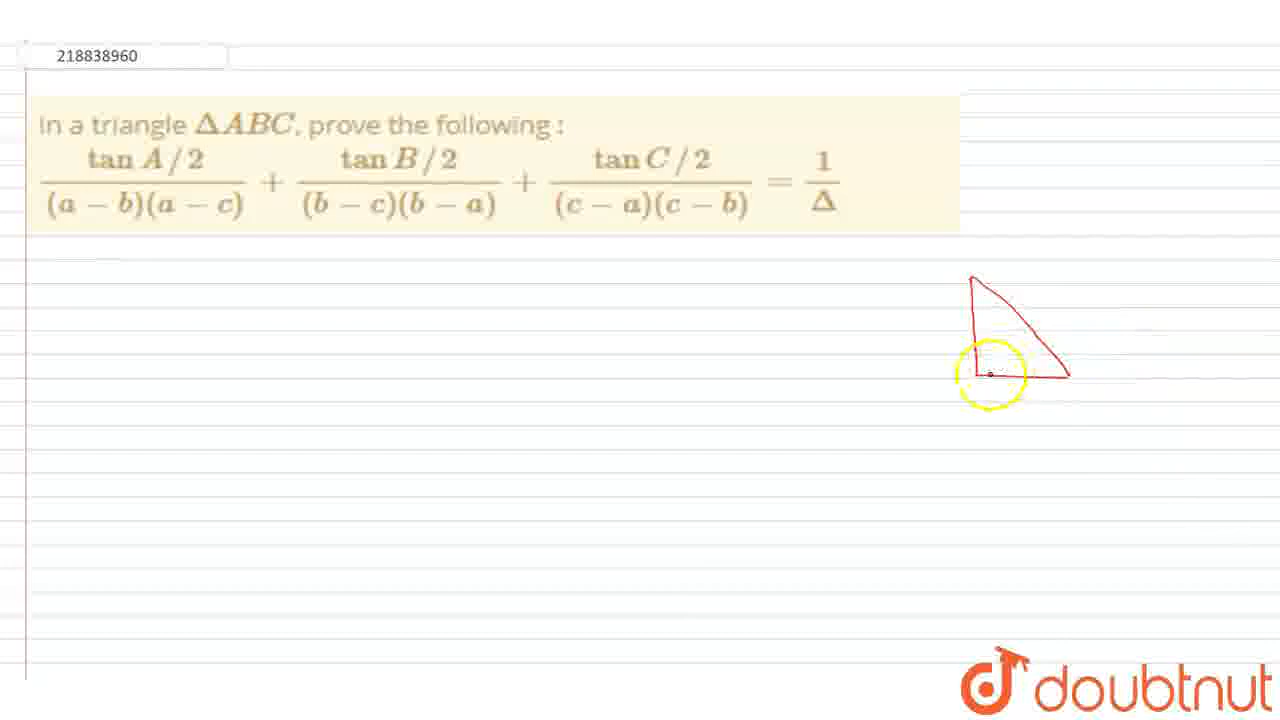 218838960
In a triangle ΔABC, prove the following :
tan A/2 / (a − b)(a − c) + tan B/2 / (b − c)(b − a) + tan C/2 / (c − a)(c − b) = 1 / Δ
doubtnut